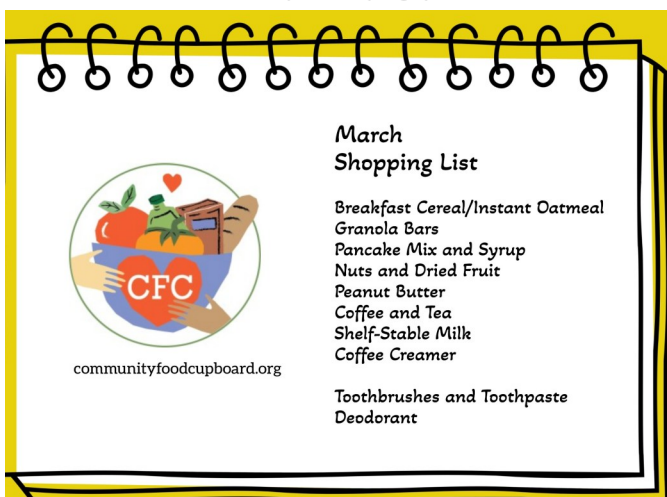 CFC
communityfoodcupboard.org
March
Shopping List
Breakfast Cereal/Instant Oatmeal
Granola Bars
Pancake Mix and Syrup
Nuts and Dried Fruit
Peanut Butter
Coffee and Tea
Shelf-Stable Milk
Coffee Creamer
Toothbrushes and Toothpaste
Deodorant